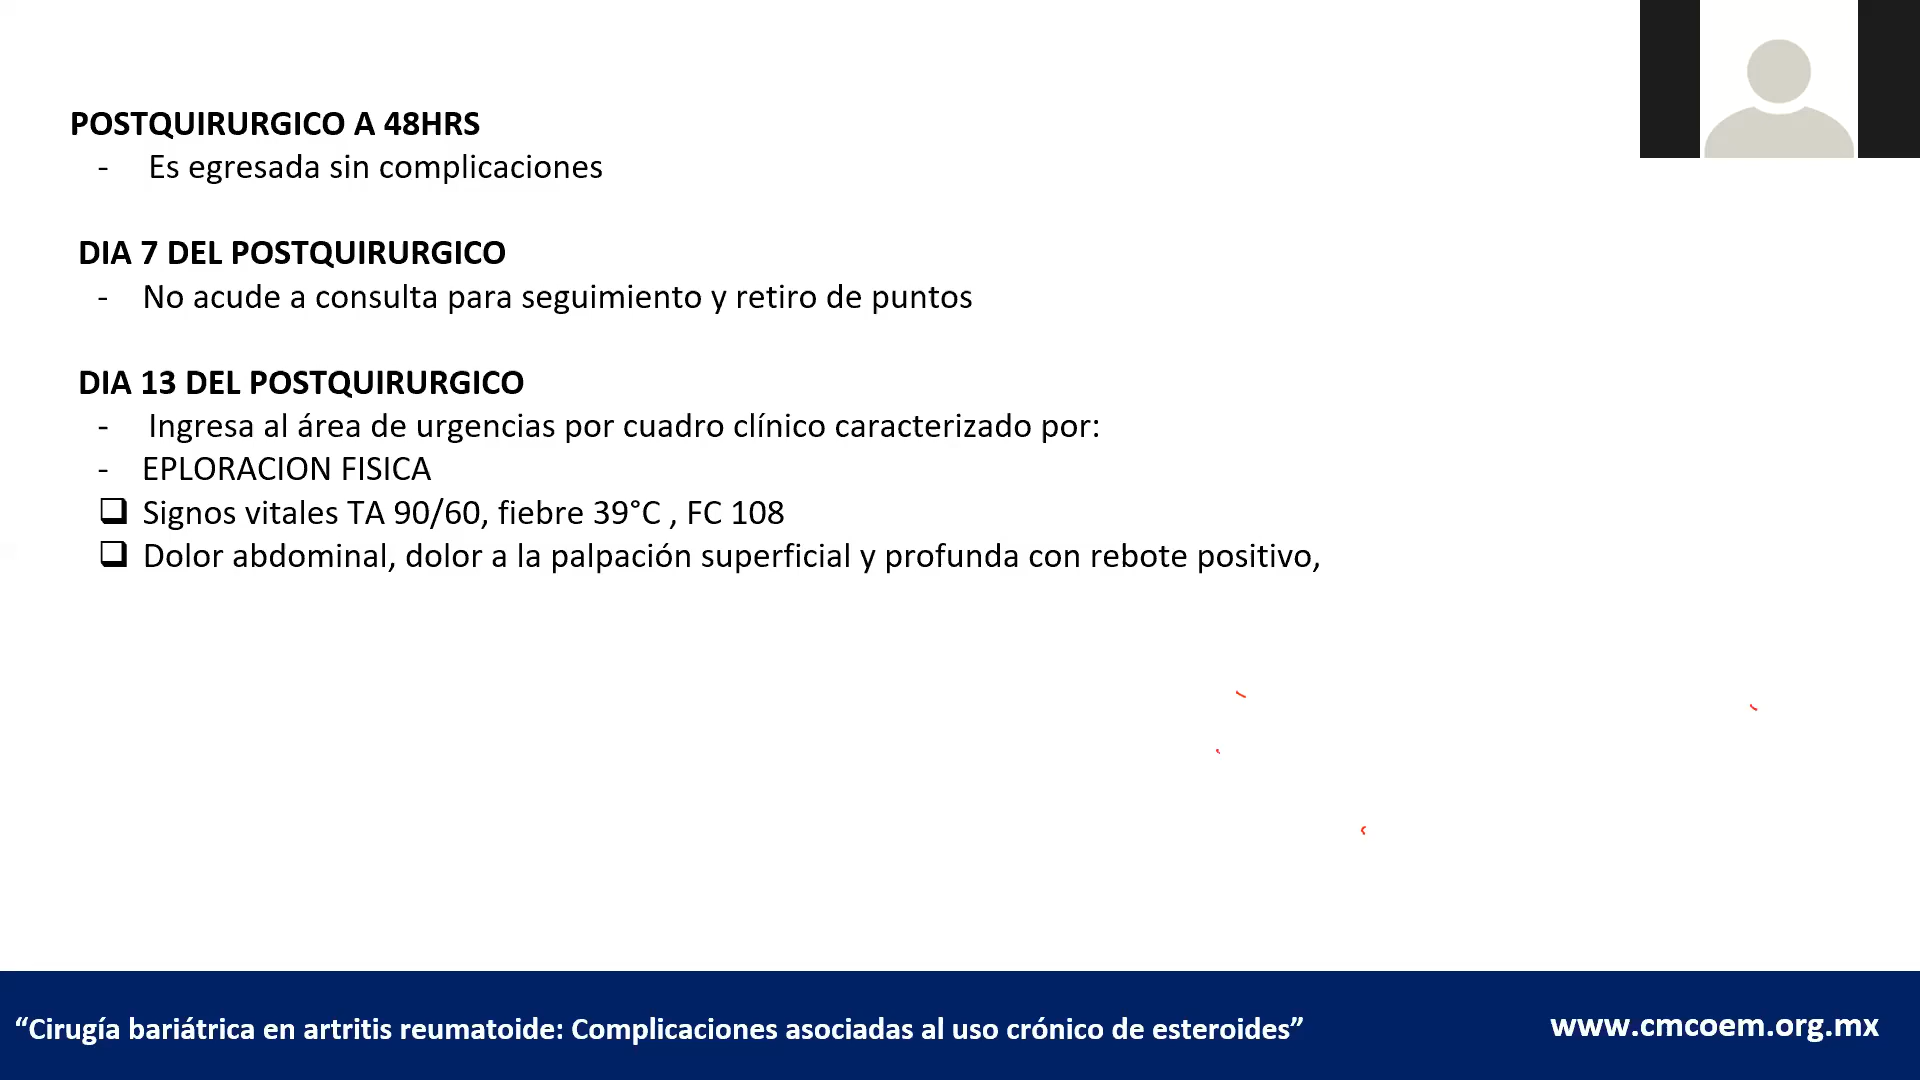 POSTQUIRURGICO A 48HRS
- Es egresada sin complicaciones
DIA 7 DEL POSTQUIRURGICO
- No acude a consulta para seguimiento y retiro de puntos
DIA 13 DEL POSTQUIRURGICO
- Ingresa al área de urgencias por cuadro clínico caracterizado por:
- EPLORACION FISICA
❑ Signos vitales TA 90/60, fiebre 39°C , FC 108
❑ Dolor abdominal, dolor a la palpación superficial y profunda con rebote positivo,
“Cirugía bariátrica en artritis reumatoide: Complicaciones asociadas al uso crónico de esteroides”
www.cmcoem.org.mx